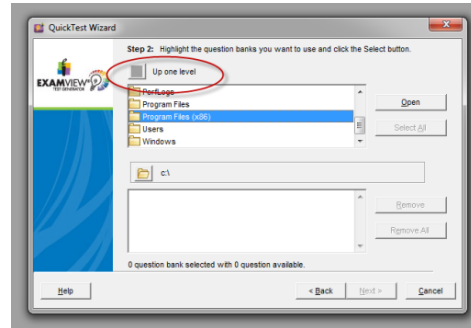 QuickTest Wizard
Step 2: Highlight the question banks you want to use and click the Select button.
Up one level
EXAMVIEW
TEST GENERATOR
PerfLogs
Program Files
Program Files (x86)
Users
Windows
Open
Select All
c:\
Remove
Remove All
0 question bank selected with 0 question available.
Help
< Back
Next >
Cancel